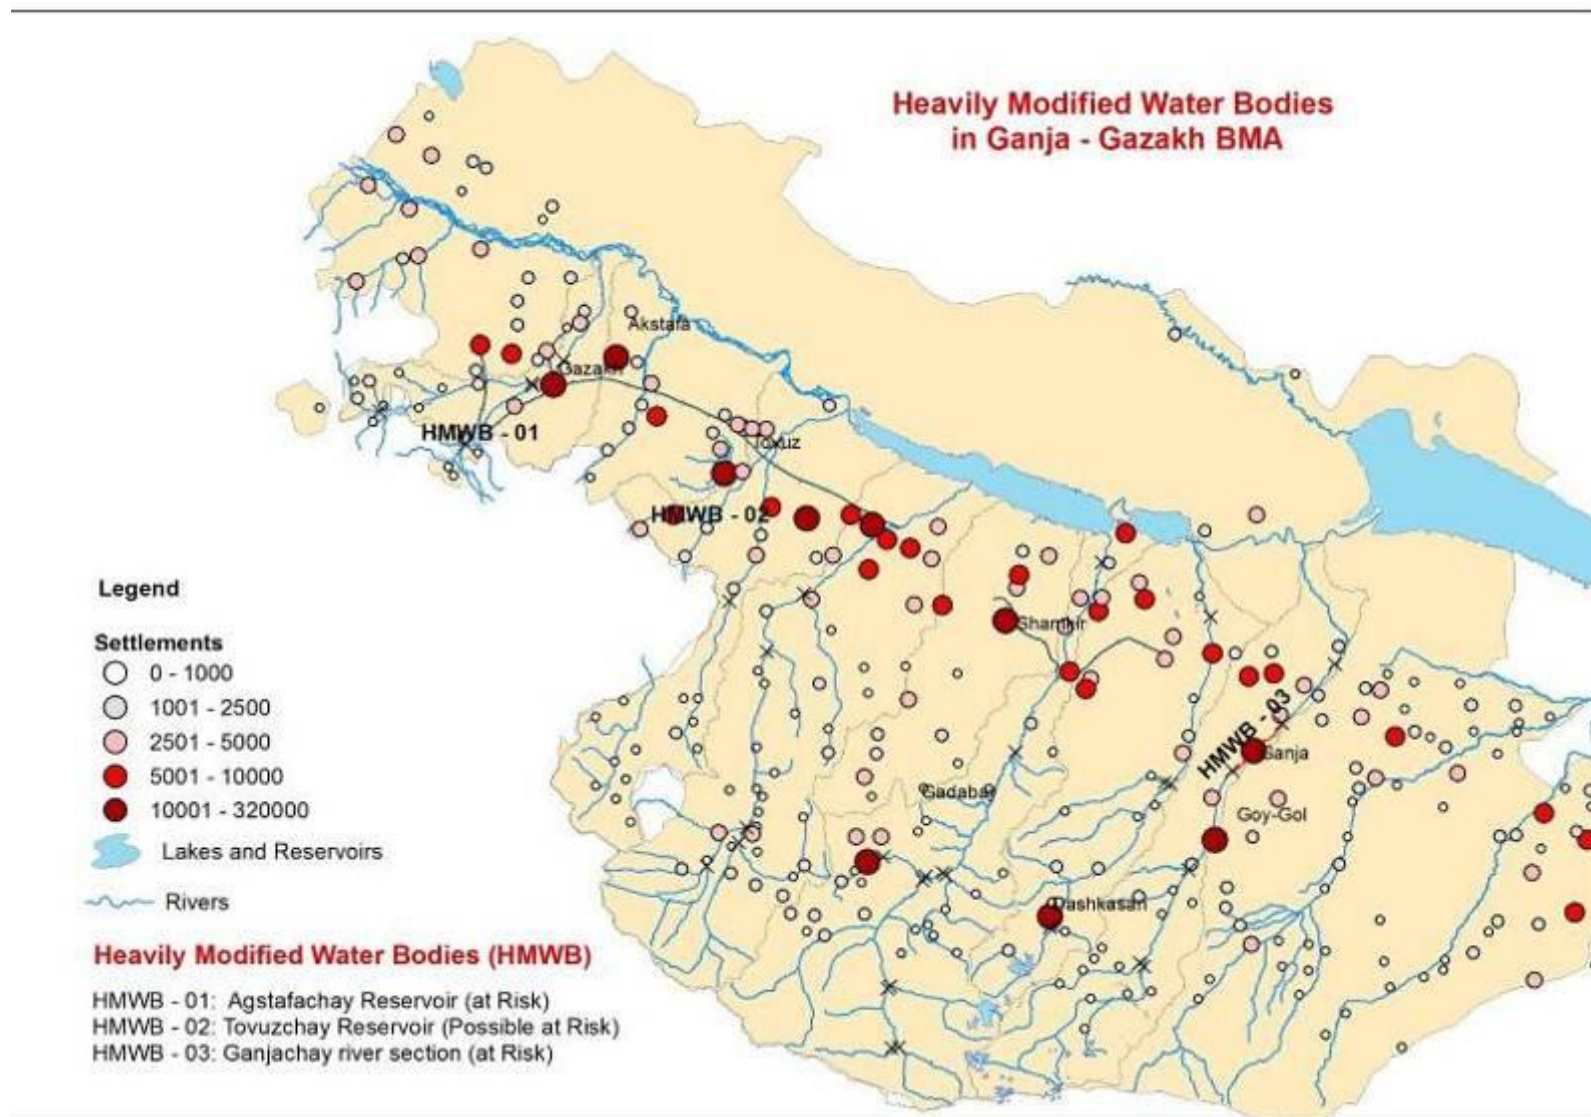 Heavily Modified Water Bodies
in Ganja - Gazakh BMA
Akstafa
Gazakh
HMWB - 01
Tovuz
HMWB - 02
Shamkir
HMWB - 03
Ganja
Gadabay
Goy-Gol
Dashkasan
Legend
Settlements
0 - 1000
1001 - 2500
2501 - 5000
5001 - 10000
10001 - 320000
Lakes and Reservoirs
Rivers
Heavily Modified Water Bodies (HMWB)
HMWB - 01: Agstafachay Reservoir (at Risk)
HMWB - 02: Tovuzchay Reservoir (Possible at Risk)
HMWB - 03: Ganjachay river section (at Risk)